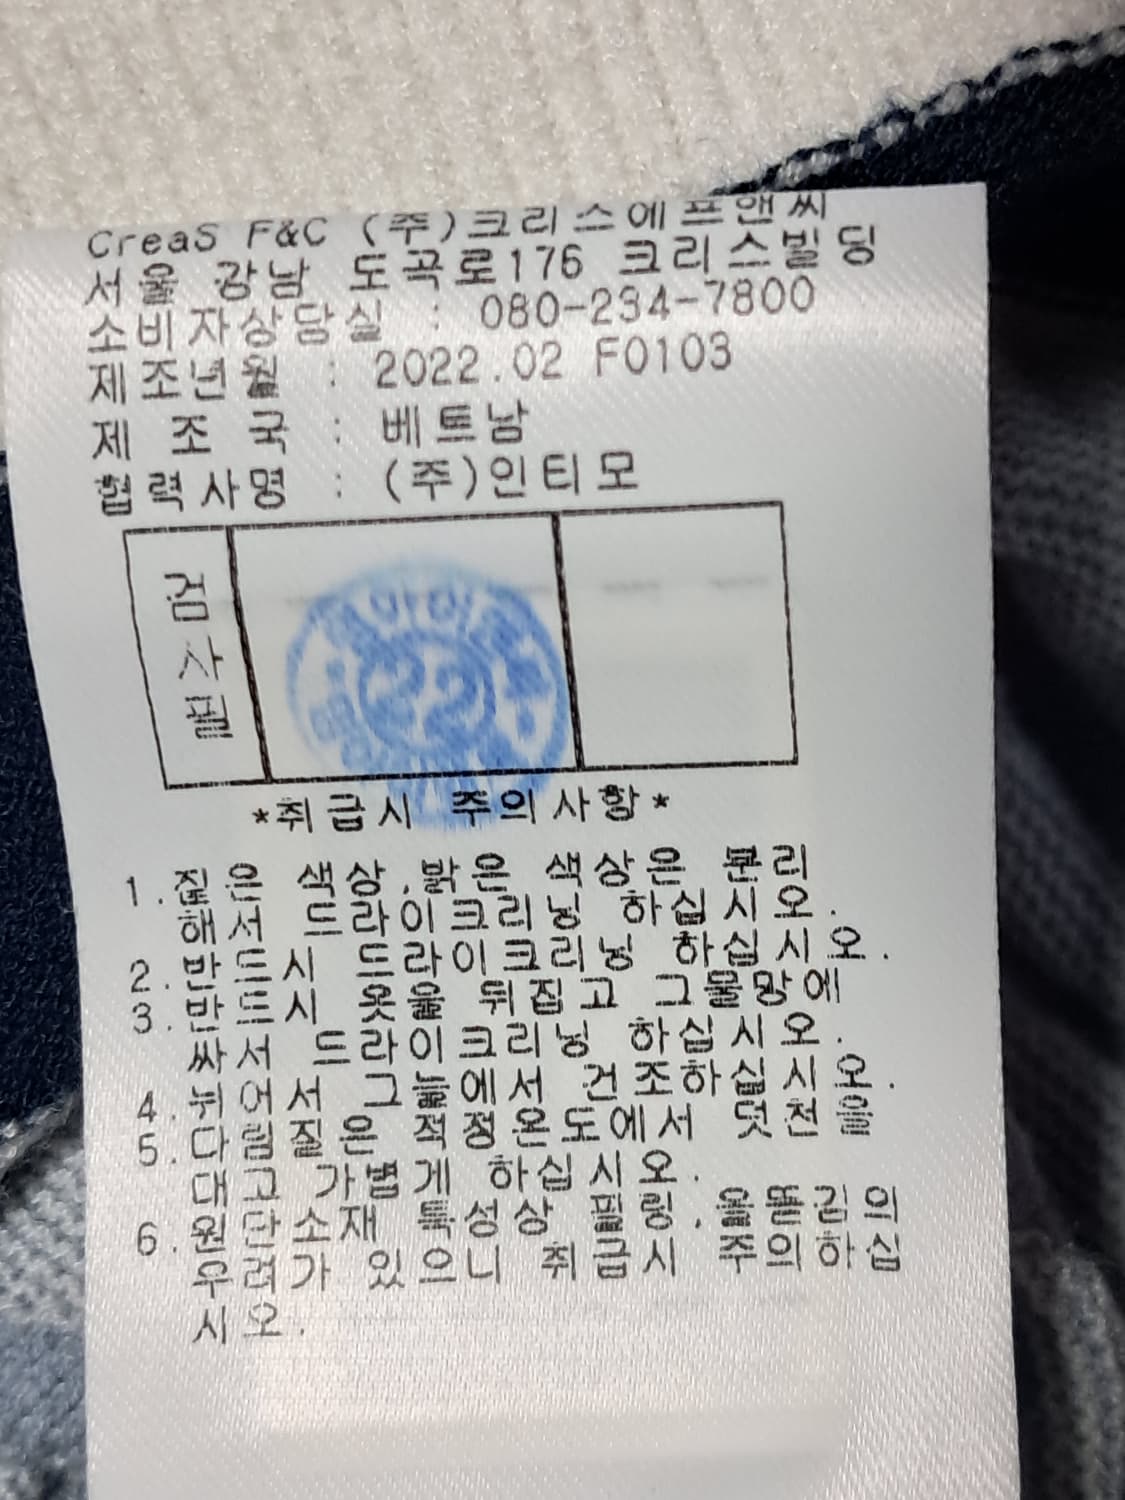 CreaS F&C (주)크리스에프앤씨
서울 강남 도곡로176 크리스빌딩
소비자상담실 : 080-234-7800
제조년월 : 2022.02 F0103
제 조 국 : 베트남
협력사명 : (주)인티모
검
사
필
22
*취급시 주의사항*
1.짙은 색상,밝은 색상은 분리
해서 드라이크리닝 하십시오.
2.반드시 드라이크리닝 하십시오.
3.반드시 옷을 뒤집고 그물망에
싸서 드라이크리닝 하십시오.
4.뉘어서 그늘에서 건조하십시오.
5.다림질은 적정온도에서 덧천을
대고 가볍게 하십시오.
6.원단소재 특성상 필링,올뜯김의
우려가 있으니 취급시 주의하십
시오.